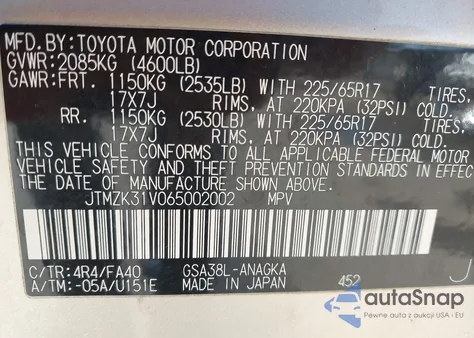 MFD.BY:TOYOTA MOTOR CORPORATION
GVWR:2085KG (4600LB)
GAWR:FRT. 1150KG (2535LB) WITH 225/65R17 TIRES,
17X7J RIMS, AT 220KPA (32PSI) COLD.
RR. 1150KG (2530LB) WITH 225/65R17 TIRES,
17X7J RIMS, AT 220KPA (32PSI) COLD.
THIS VEHICLE CONFORMS TO ALL APPLICABLE FEDERAL MOTOR
VEHICLE SAFETY AND THEFT PREVENTION STANDARDS IN EFFEC
DATE OF MANUFACTURE
JTMZK31V065002002 MPV
C/TR:4R4/FA40 GSA38L-ANAGKA J
A/TM:-05A/U151E MADE IN JAPAN 452
autoSnap
Pewne auta z aukcji USA i EU